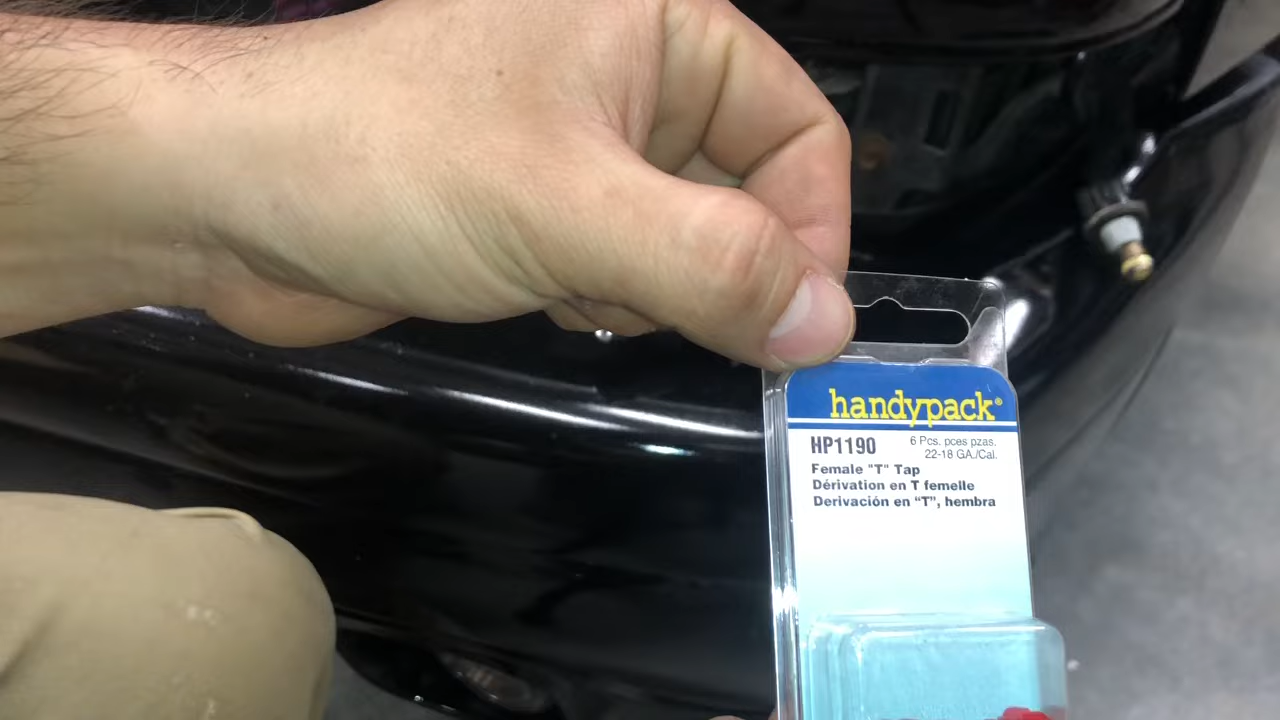 handypack®
HP1190
6 Pcs. pces pzas.
22-18 GA./Cal.
Female "T" Tap
Dérivation en T femelle
Derivación en “T”, hembra